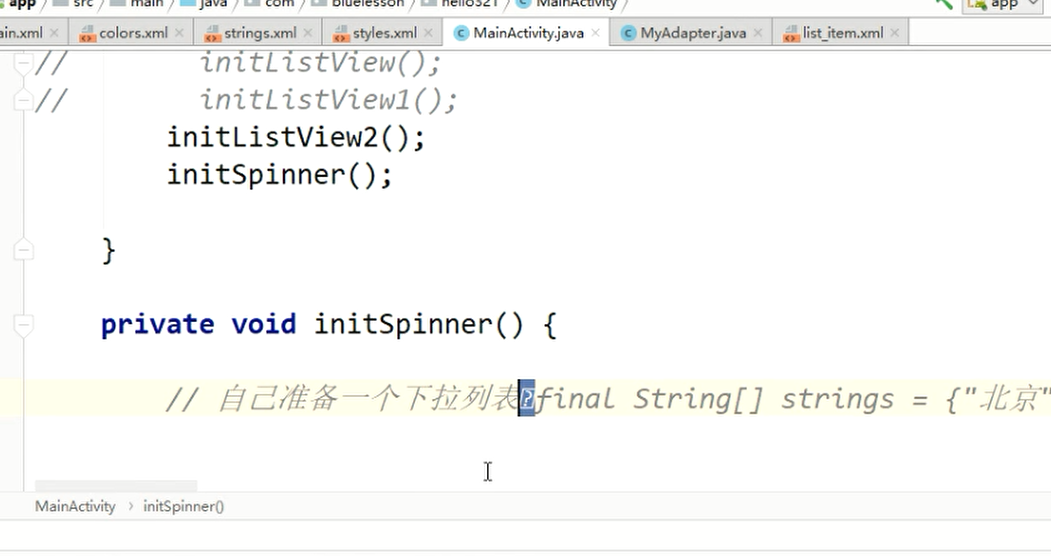 app src main java com bluelesson hello321 MainActivity app
ain.xml colors.xml strings.xml styles.xml MainActivity.java MyAdapter.java list_item.xml
// initListView();
// initListView1();
initListView2();
initSpinner();
}
private void initSpinner() {
// 自己准备一个下拉列表?final String[] strings = {"北京"
MainActivity › initSpinner()